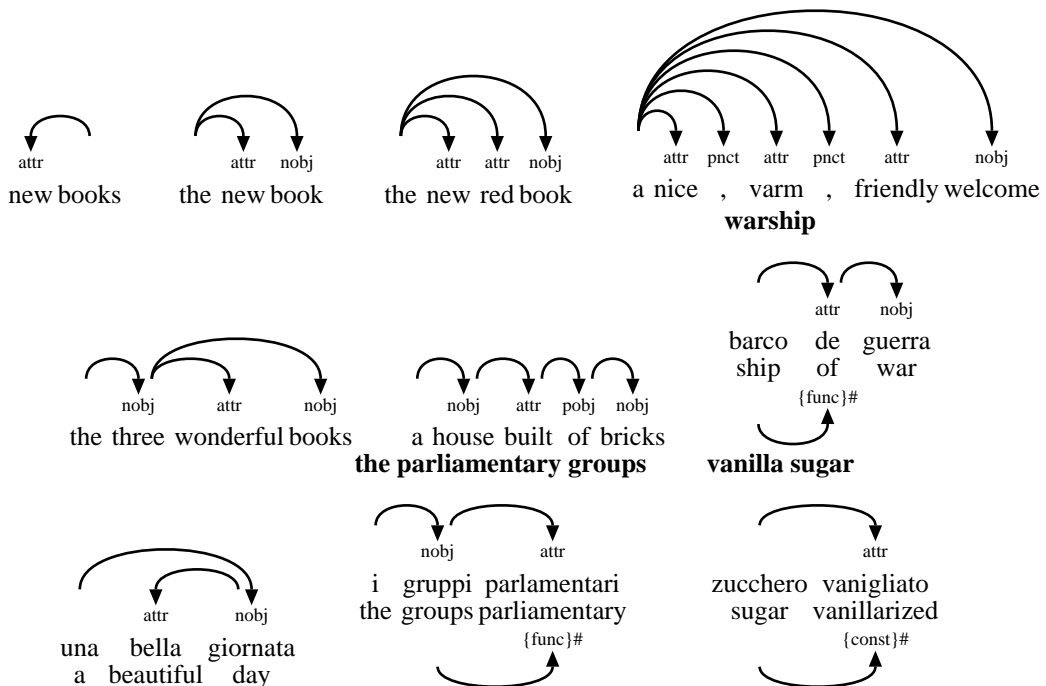 attr
new books
attr nobj
the new book
attr attr nobj
the new red book
attr pnct attr pnct attr nobj
a nice , varm , friendly welcome
warship
nobj attr nobj
the three wonderful books
nobj attr pobj nobj
a house built of bricks
attr nobj
barco de guerra
ship of war
{func}#
the parliamentary groups
vanilla sugar
attr nobj
una bella giornata
a beautiful day
nobj attr
i gruppi parlamentari
the groups parliamentary
{func}#
attr
zucchero vanigliato
sugar vanillarized
{const}#